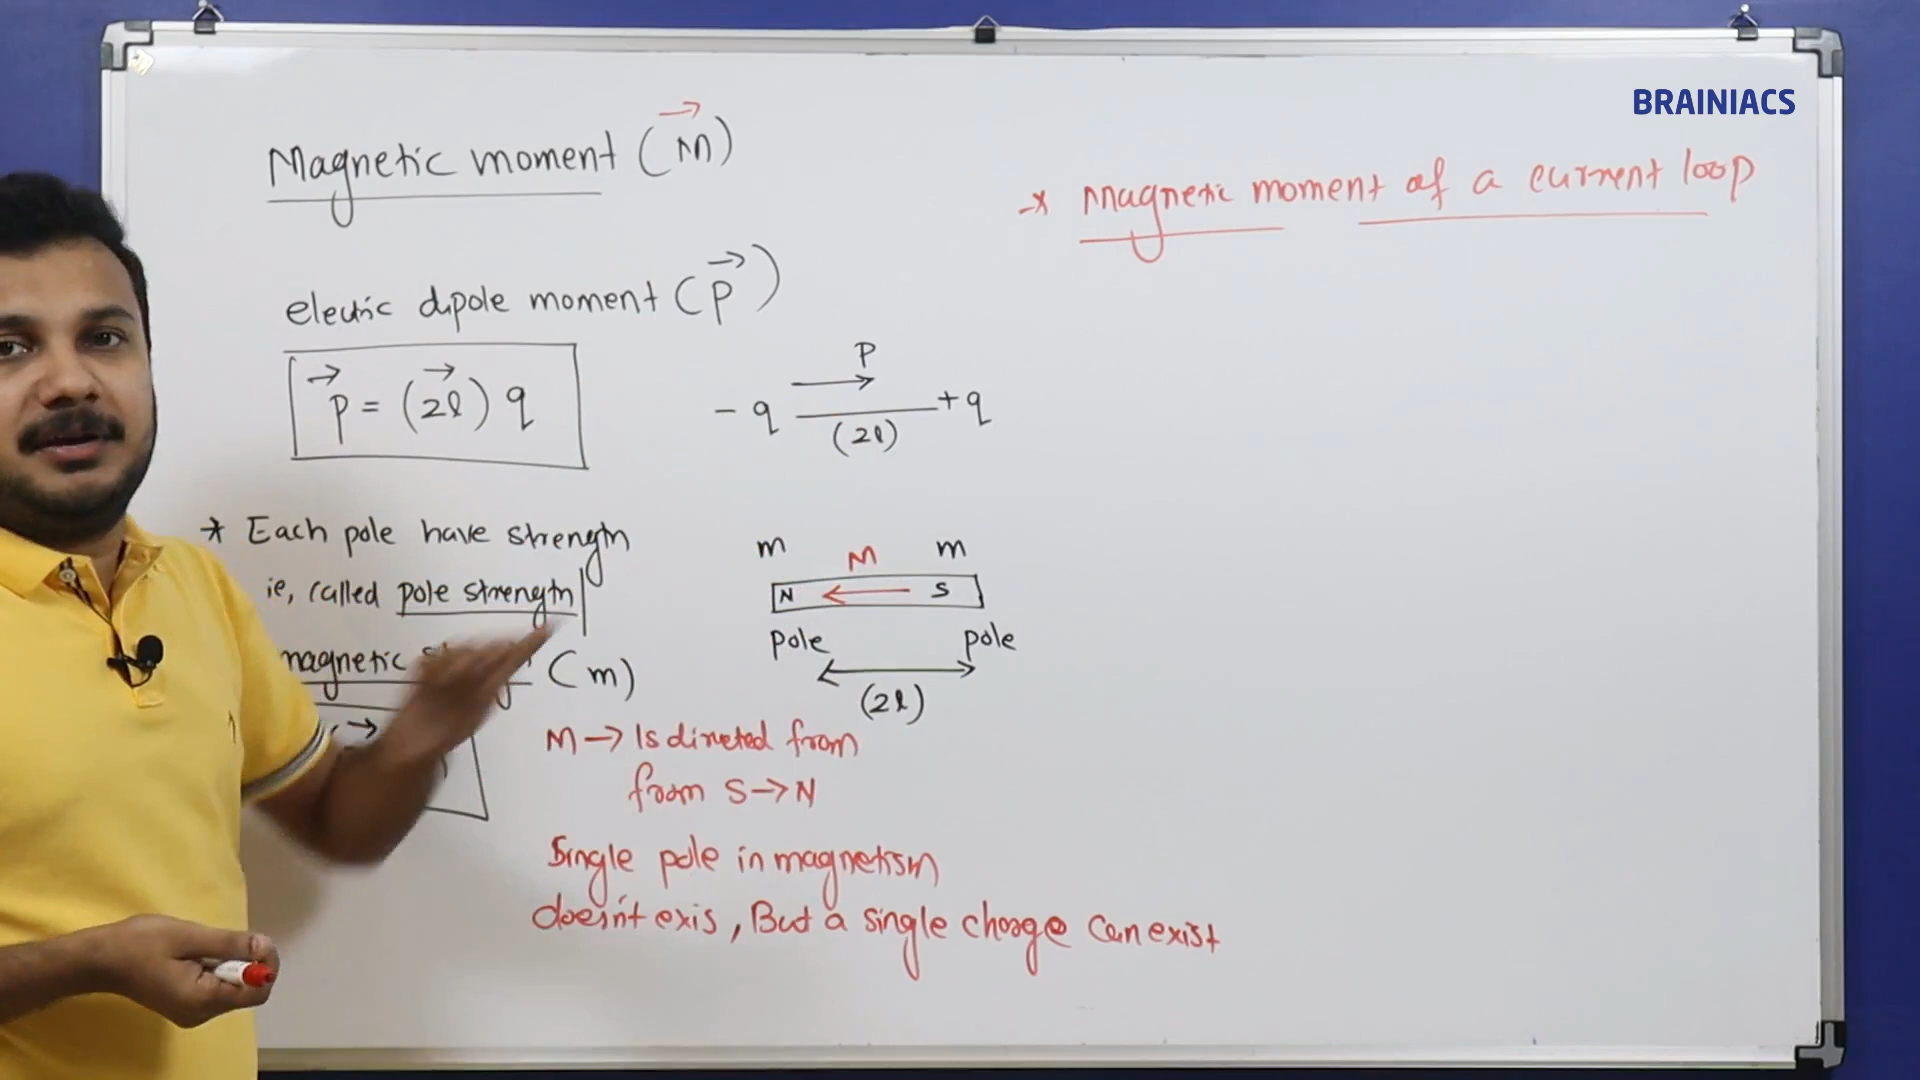 BRAINIACS
Magnetic moment (M)
electric dipole moment (p)
p = (2l) q
P
- q
+ q
(2l)
* Each pole have strength
ie, called pole strength
magnetic
(m)
m M m
N S
pole pole
(2l)
M → Is directed from
from S → N
Single pole in magnetism
doesn't exis, But a single charge can exist
* Magnetic moment of a current loop